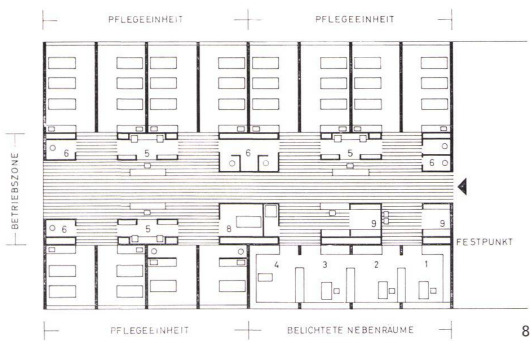 PFLEGEEINHEIT PFLEGEEINHEIT
BETRIEBSZONE
6 5 6 5 6
6 5 8 9 9
FESTPUNKT
4 3 2 1
PFLEGEEINHEIT BELICHTETE NEBENRÄUME
8